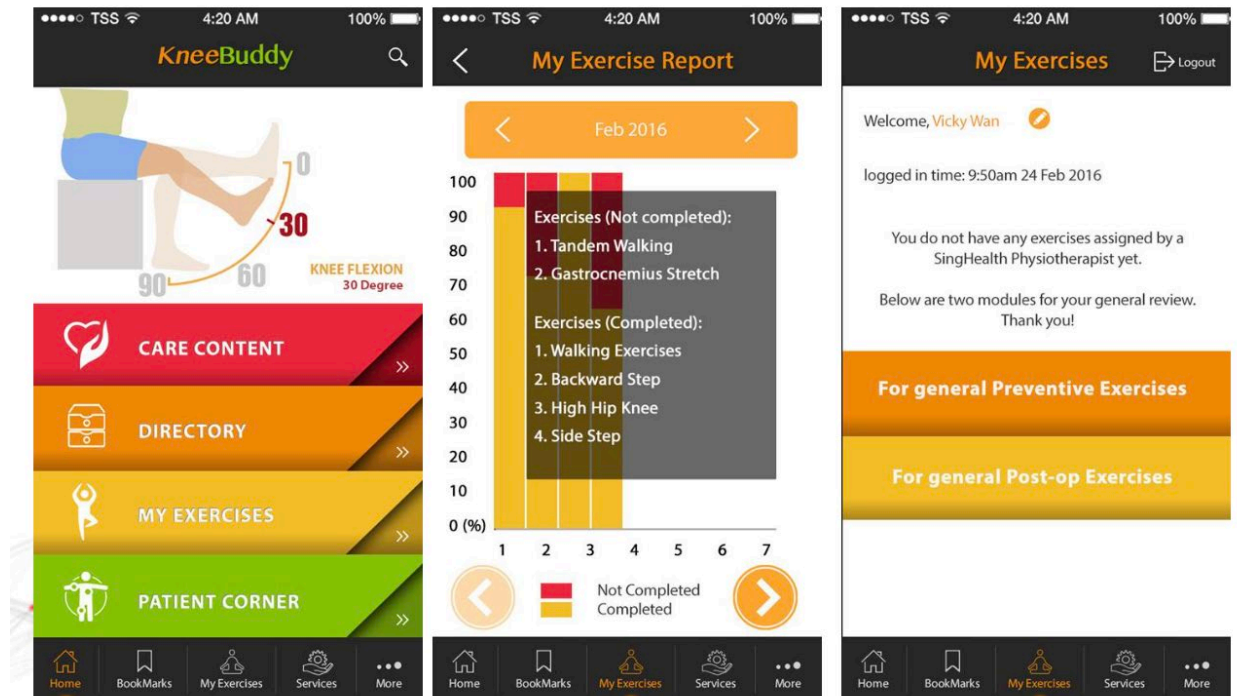 TSS 4:20 AM 100%
KneeBuddy
0
30
60
90
KNEE FLEXION
30 Degree
CARE CONTENT
DIRECTORY
MY EXERCISES
PATIENT CORNER
Home BookMarks My Exercises Services More
TSS 4:20 AM 100%
My Exercise Report
Feb 2016
100
90
80
70
60
50
40
30
20
10
0 (%)
Exercises (Not completed):
1. Tandem Walking
2. Gastrocnemius Stretch
Exercises (Completed):
1. Walking Exercises
2. Backward Step
3. High Hip Knee
4. Side Step
1 2 3 4 5 6 7
Not Completed
Completed
Home BookMarks My Exercises Services More
TSS 4:20 AM 100%
My Exercises Logout
Welcome, Vicky Wan
logged in time: 9:50am 24 Feb 2016
You do not have any exercises assigned by a
SingHealth Physiotherapist yet.
Below are two modules for your general review.
Thank you!
For general Preventive Exercises
For general Post-op Exercises
Home BookMarks My Exercises Services More